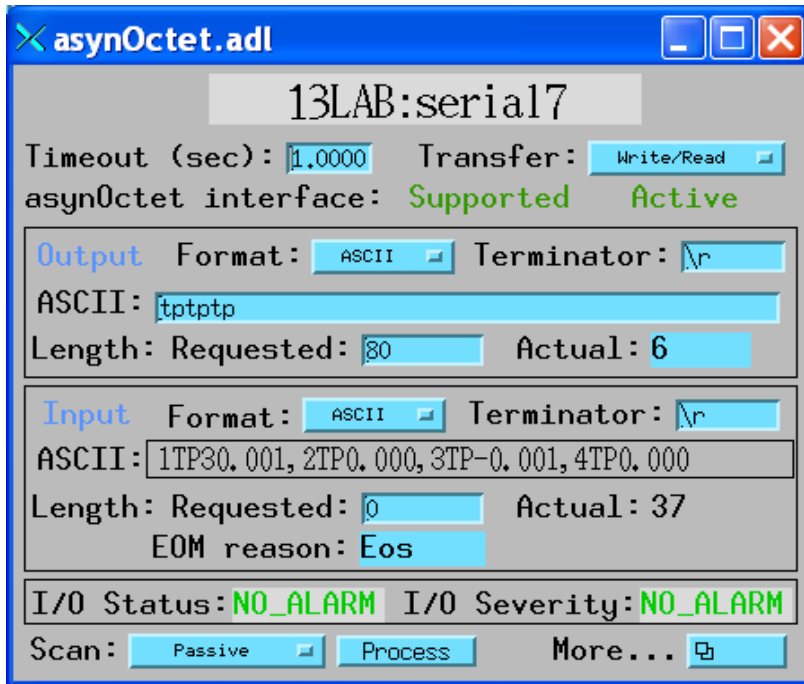 asynOctet.adl
13LAB:serial7
Timeout (sec): 1.0000 Transfer: Write/Read
asynOctet interface: Supported Active
Output Format: ASCII Terminator: \r
ASCII: tptptp
Length: Requested: 80 Actual: 6
Input Format: ASCII Terminator: \r
ASCII: 1TP30.001,2TP0.000,3TP-0.001,4TP0.000
Length: Requested: 0 Actual: 37
EOM reason: Eos
I/O Status: NO_ALARM I/O Severity: NO_ALARM
Scan: Passive Process More...